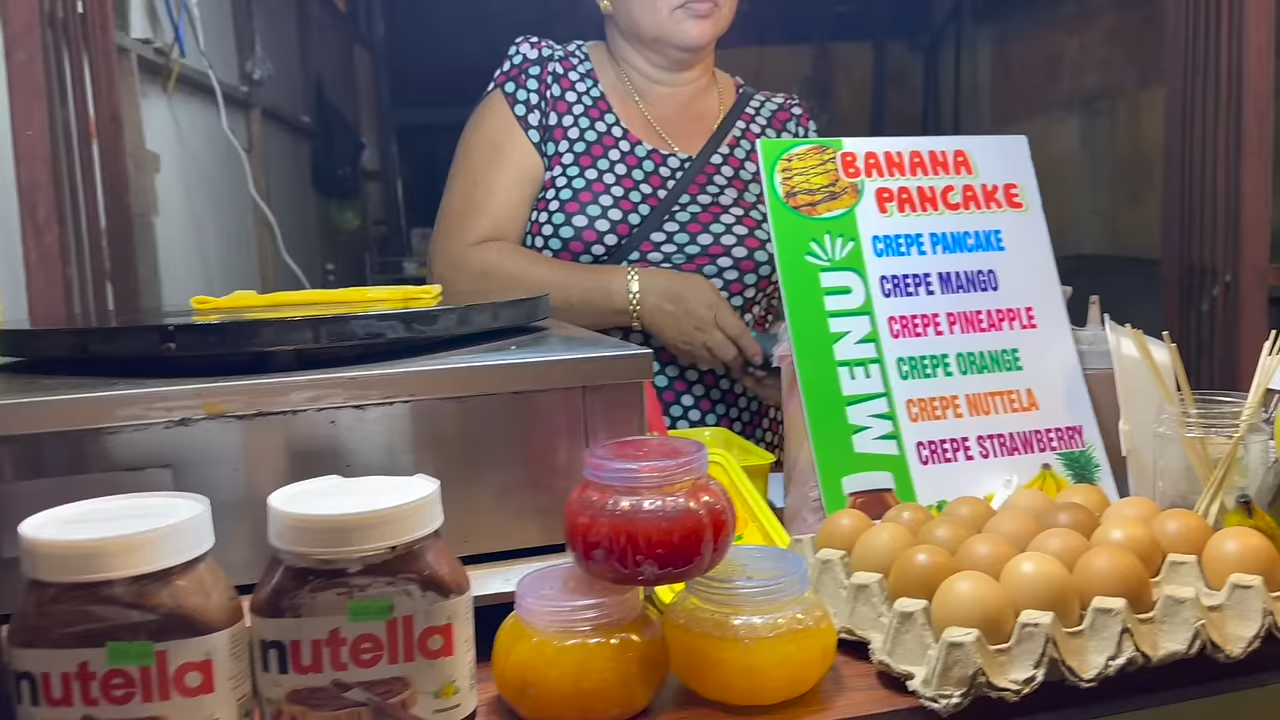 BANANA
PANCAKE
MENU
CREPE PANCAKE
CREPE MANGO
CREPE PINEAPPLE
CREPE ORANGE
CREPE NUTTELA
CREPE STRAWBERRY
nutella
nutella